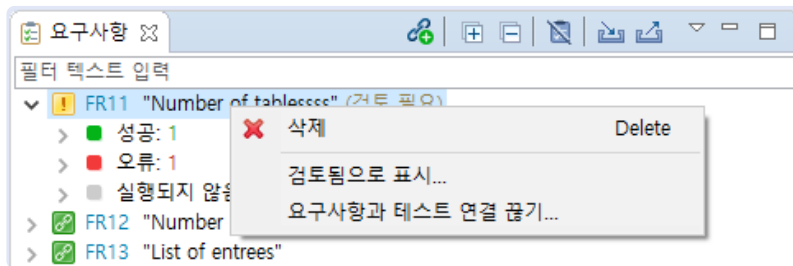 요구사항
필터 텍스트 입력
FR11 "Number of tablessss" (검토 필요)
성공: 1
오류: 1
실행되지 않음
FR12 "Number
FR13 "List of entrees"
삭제 Delete
검토됨으로 표시...
요구사항과 테스트 연결 끊기...